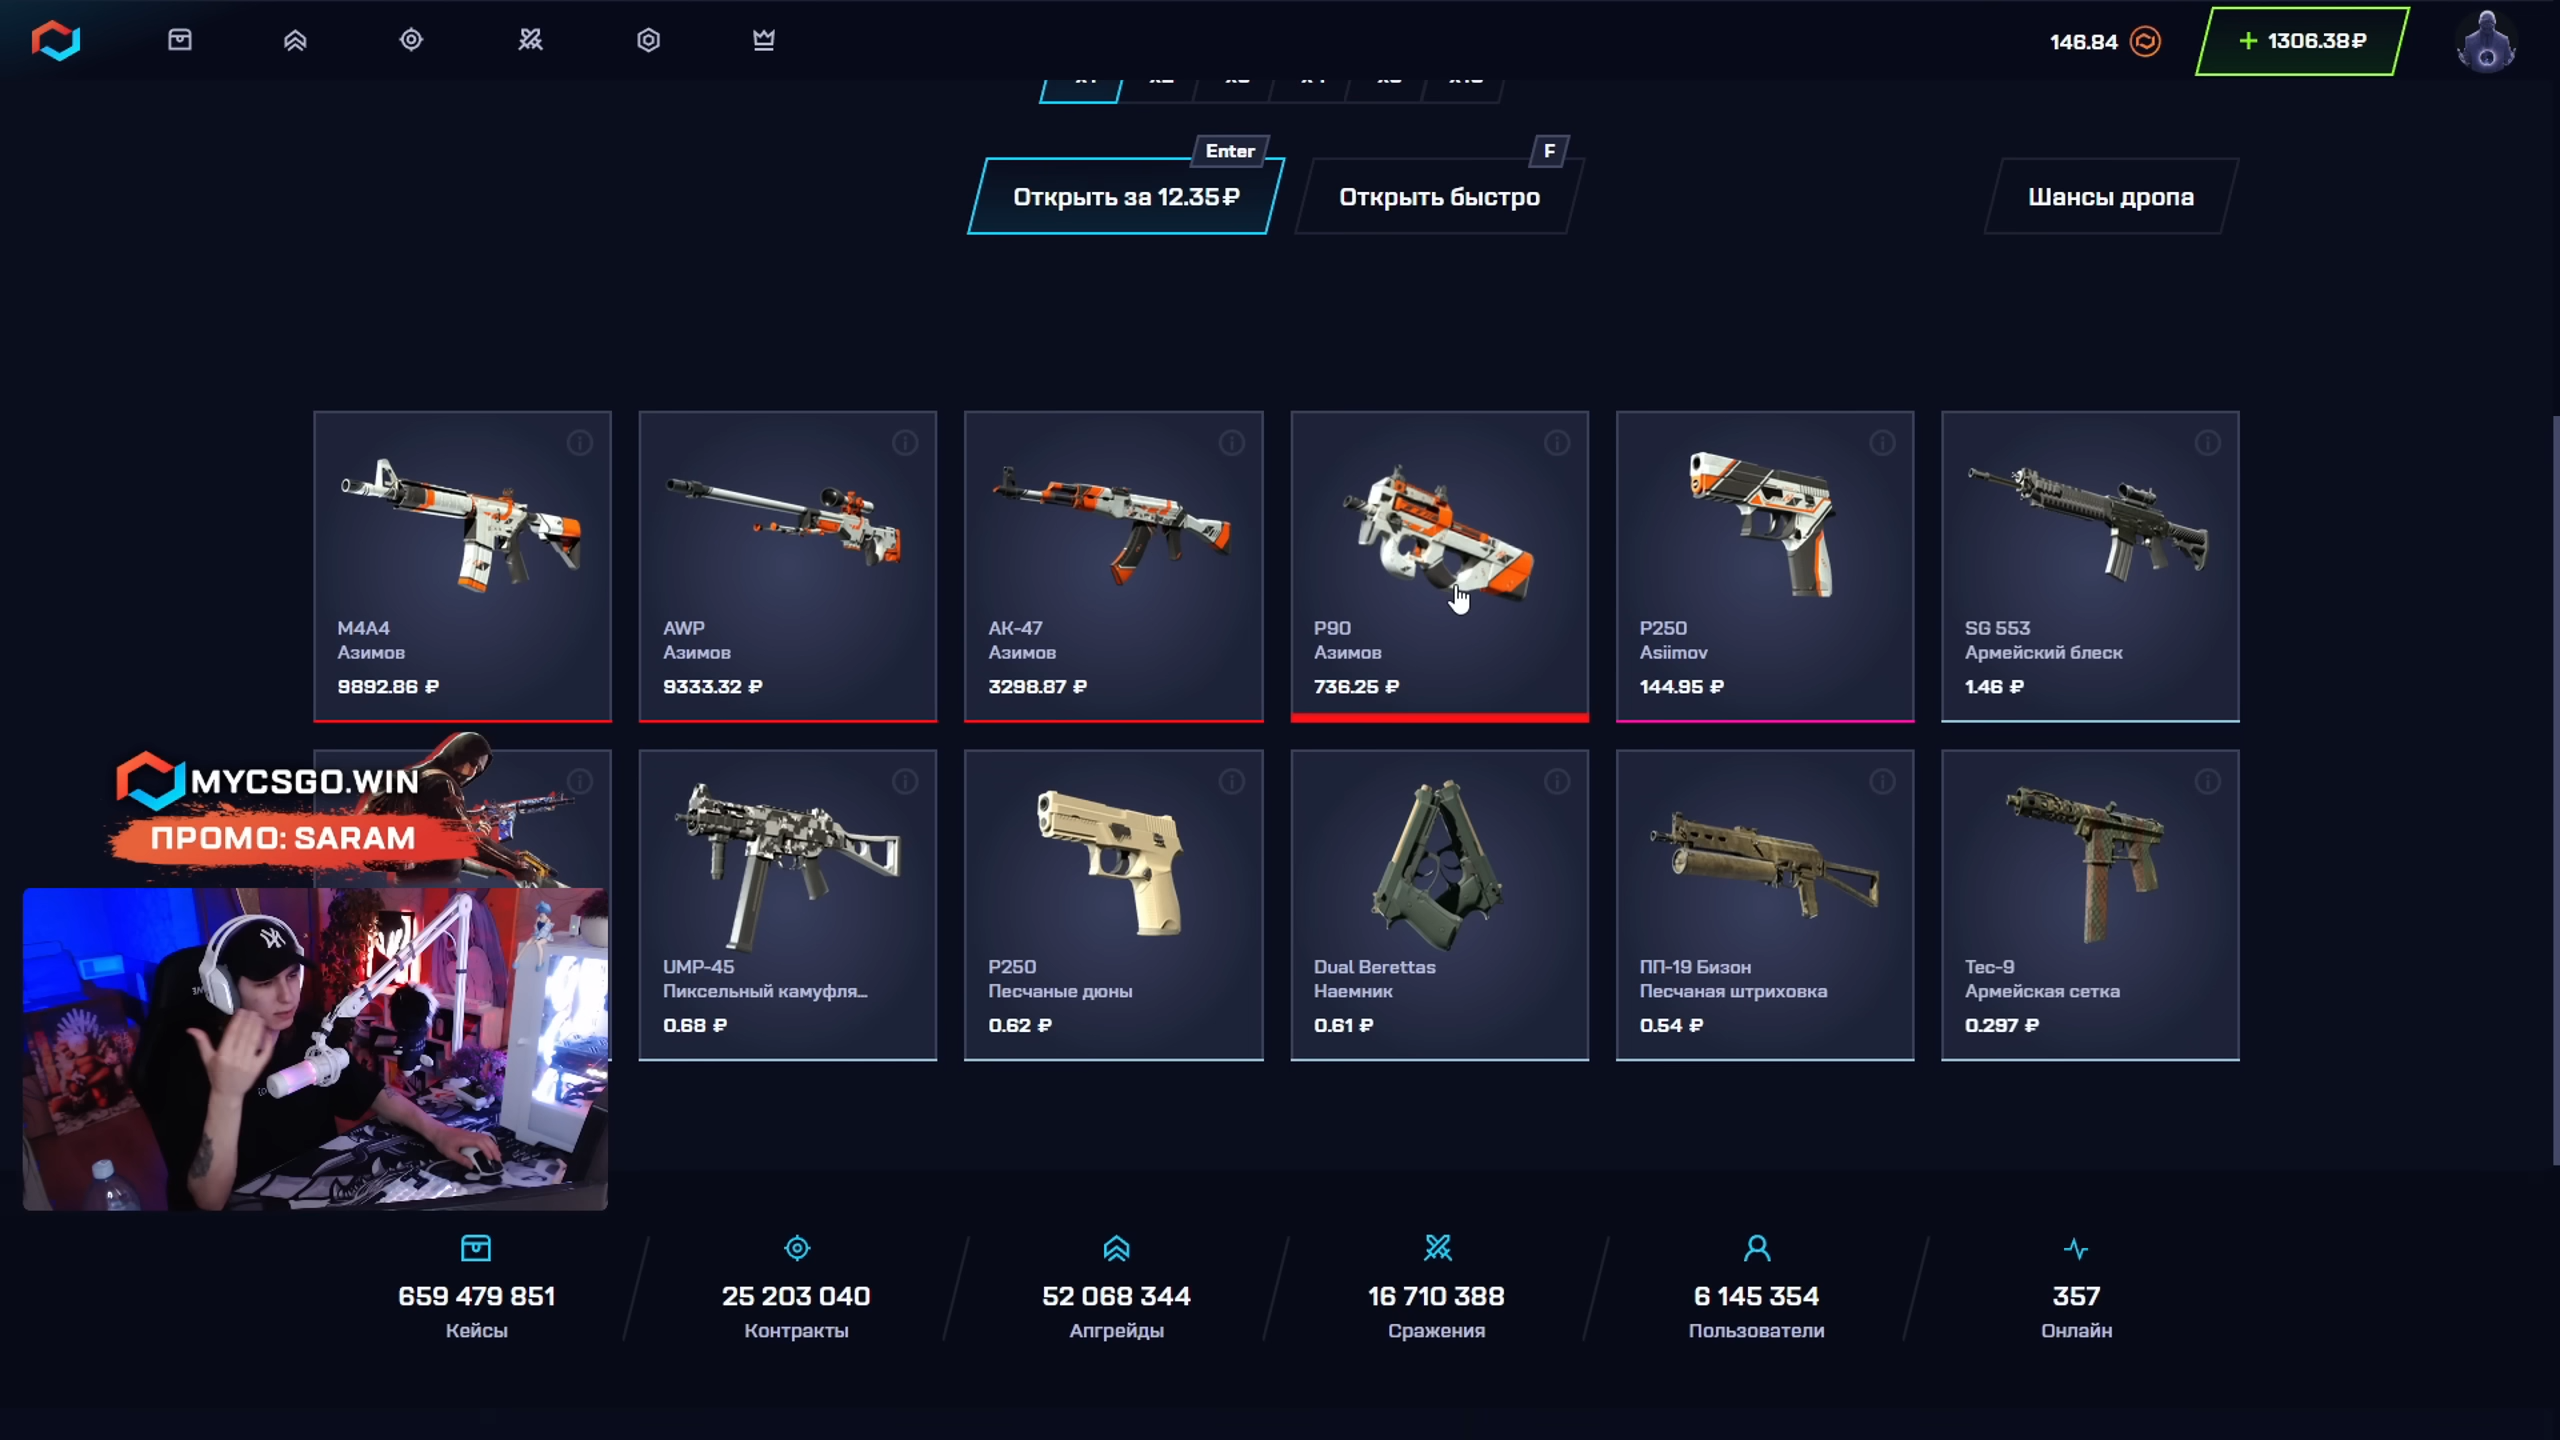 146.84
+ 1306.38₽
Enter
F
Открыть за 12.35₽
Открыть быстро
Шансы дропа
M4A4
Азимов
9892.86 ₽
AWP
Азимов
9333.32 ₽
AK-47
Азимов
3298.87 ₽
P90
Азимов
736.25 ₽
P250
Asiimov
144.95 ₽
SG 553
Армейский блеск
1.46 ₽
MYCSGO.WIN
ПРОМО: SARAM
UMP-45
Пиксельный камуфля...
0.68 ₽
P250
Песчаные дюны
0.62 ₽
Dual Berettas
Наемник
0.61 ₽
ПП-19 Бизон
Песчаная штриховка
0.54 ₽
Tec-9
Армейская сетка
0.297 ₽
659 479 851
Кейсы
25 203 040
Контракты
52 068 344
Апгрейды
16 710 388
Сражения
6 145 354
Пользователи
357
Онлайн